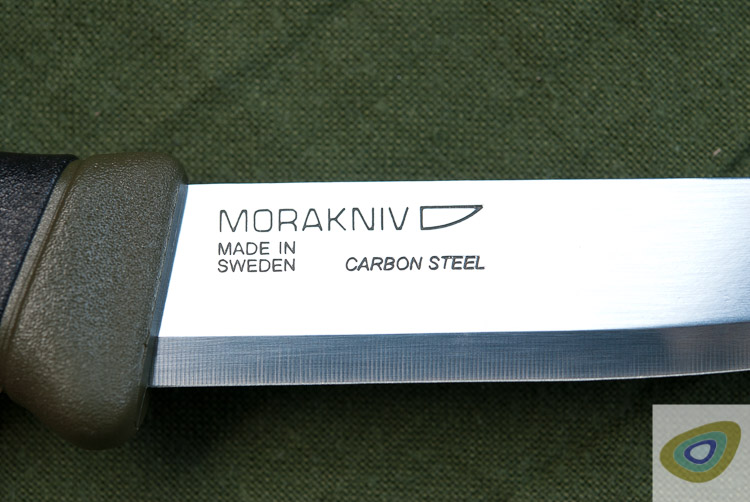 MORAKNIV
MADE IN
SWEDEN CARBON STEEL